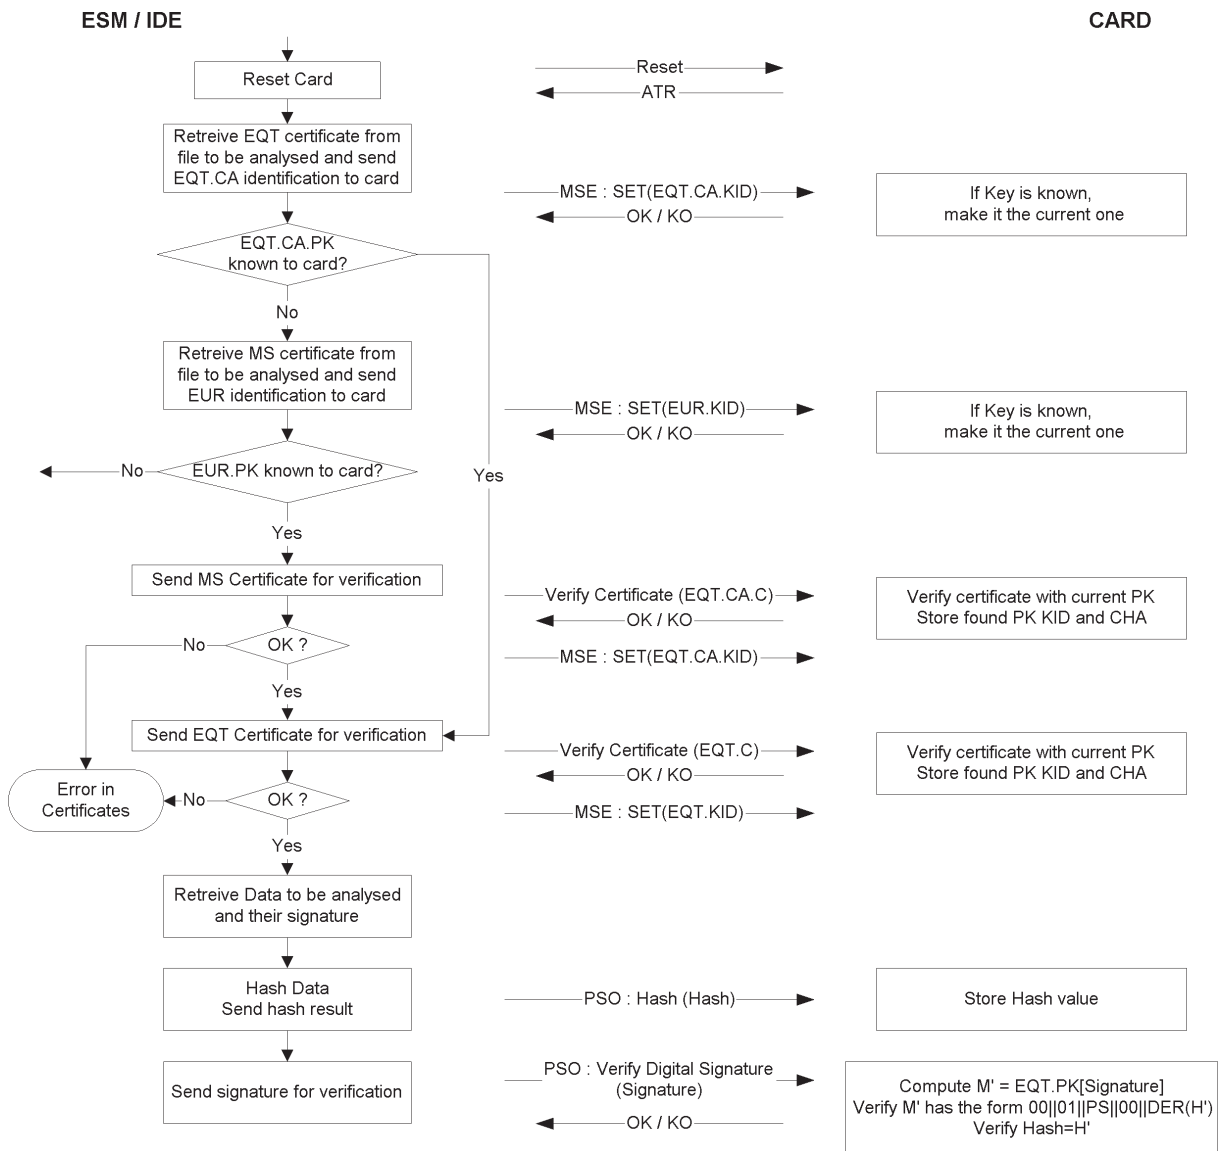 ESM / IDE
CARD
Reset Card
Reset
ATR
Retreive EQT certificate from
file to be analysed and send
EQT.CA identification to card
MSE : SET(EQT.CA.KID)
OK / KO
If Key is known,
make it the current one
EQT.CA.PK
known to card?
No
Yes
Retreive MS certificate from
file to be analysed and send
EUR identification to card
MSE : SET(EUR.KID)
OK / KO
If Key is known,
make it the current one
EUR.PK known to card?
No
Yes
Send MS Certificate for verification
Verify Certificate (EQT.CA.C)
OK / KO
MSE : SET(EQT.CA.KID)
Verify certificate with current PK
Store found PK KID and CHA
OK ?
No
Yes
Send EQT Certificate for verification
Verify Certificate (EQT.C)
OK / KO
MSE : SET(EQT.KID)
Verify certificate with current PK
Store found PK KID and CHA
OK ?
No
Error in
Certificates
Yes
Retreive Data to be analysed
and their signature
Hash Data
Send hash result
PSO : Hash (Hash)
Store Hash value
Send signature for verification
PSO : Verify Digital Signature
(Signature)
OK / KO
Compute M' = EQT.PK[Signature]
Verify M' has the form 00||01||PS||00||DER(H')
Verify Hash=H'